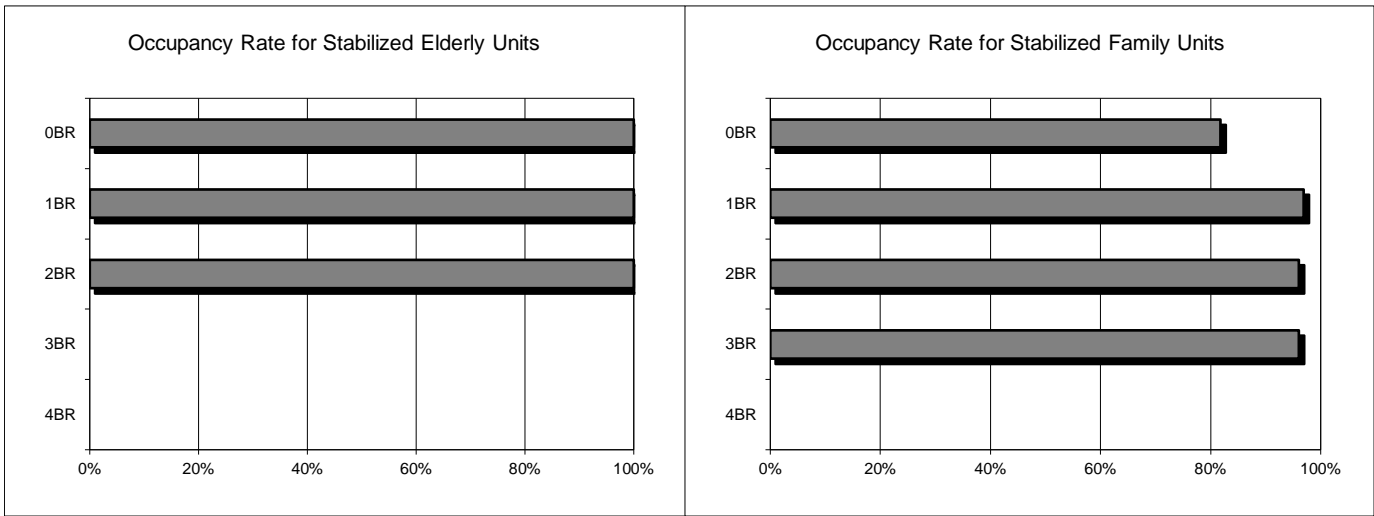 Occupancy Rate for Stabilized Elderly Units
0BR
1BR
2BR
3BR
4BR
0%
20%
40%
60%
80%
100%
Occupancy Rate for Stabilized Family Units
0BR
1BR
2BR
3BR
4BR
0%
20%
40%
60%
80%
100%